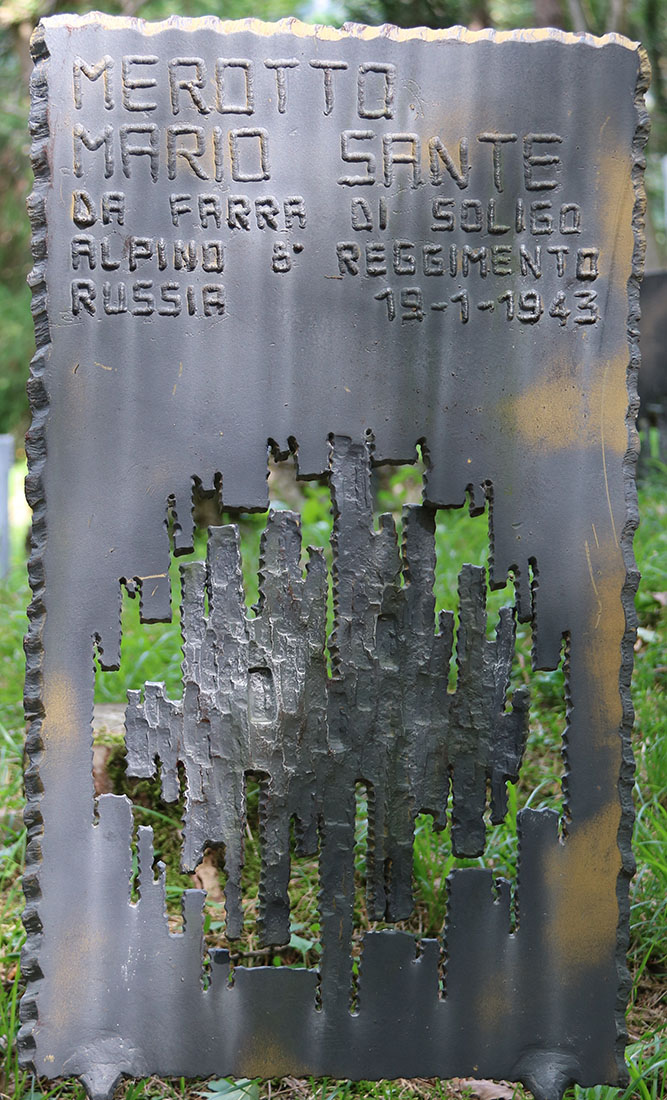 MEROTTO
MARIO SANTE
DA FARRA DI SOLIGO
ALPINO 8° REGGIMENTO
RUSSIA 19-1-1943